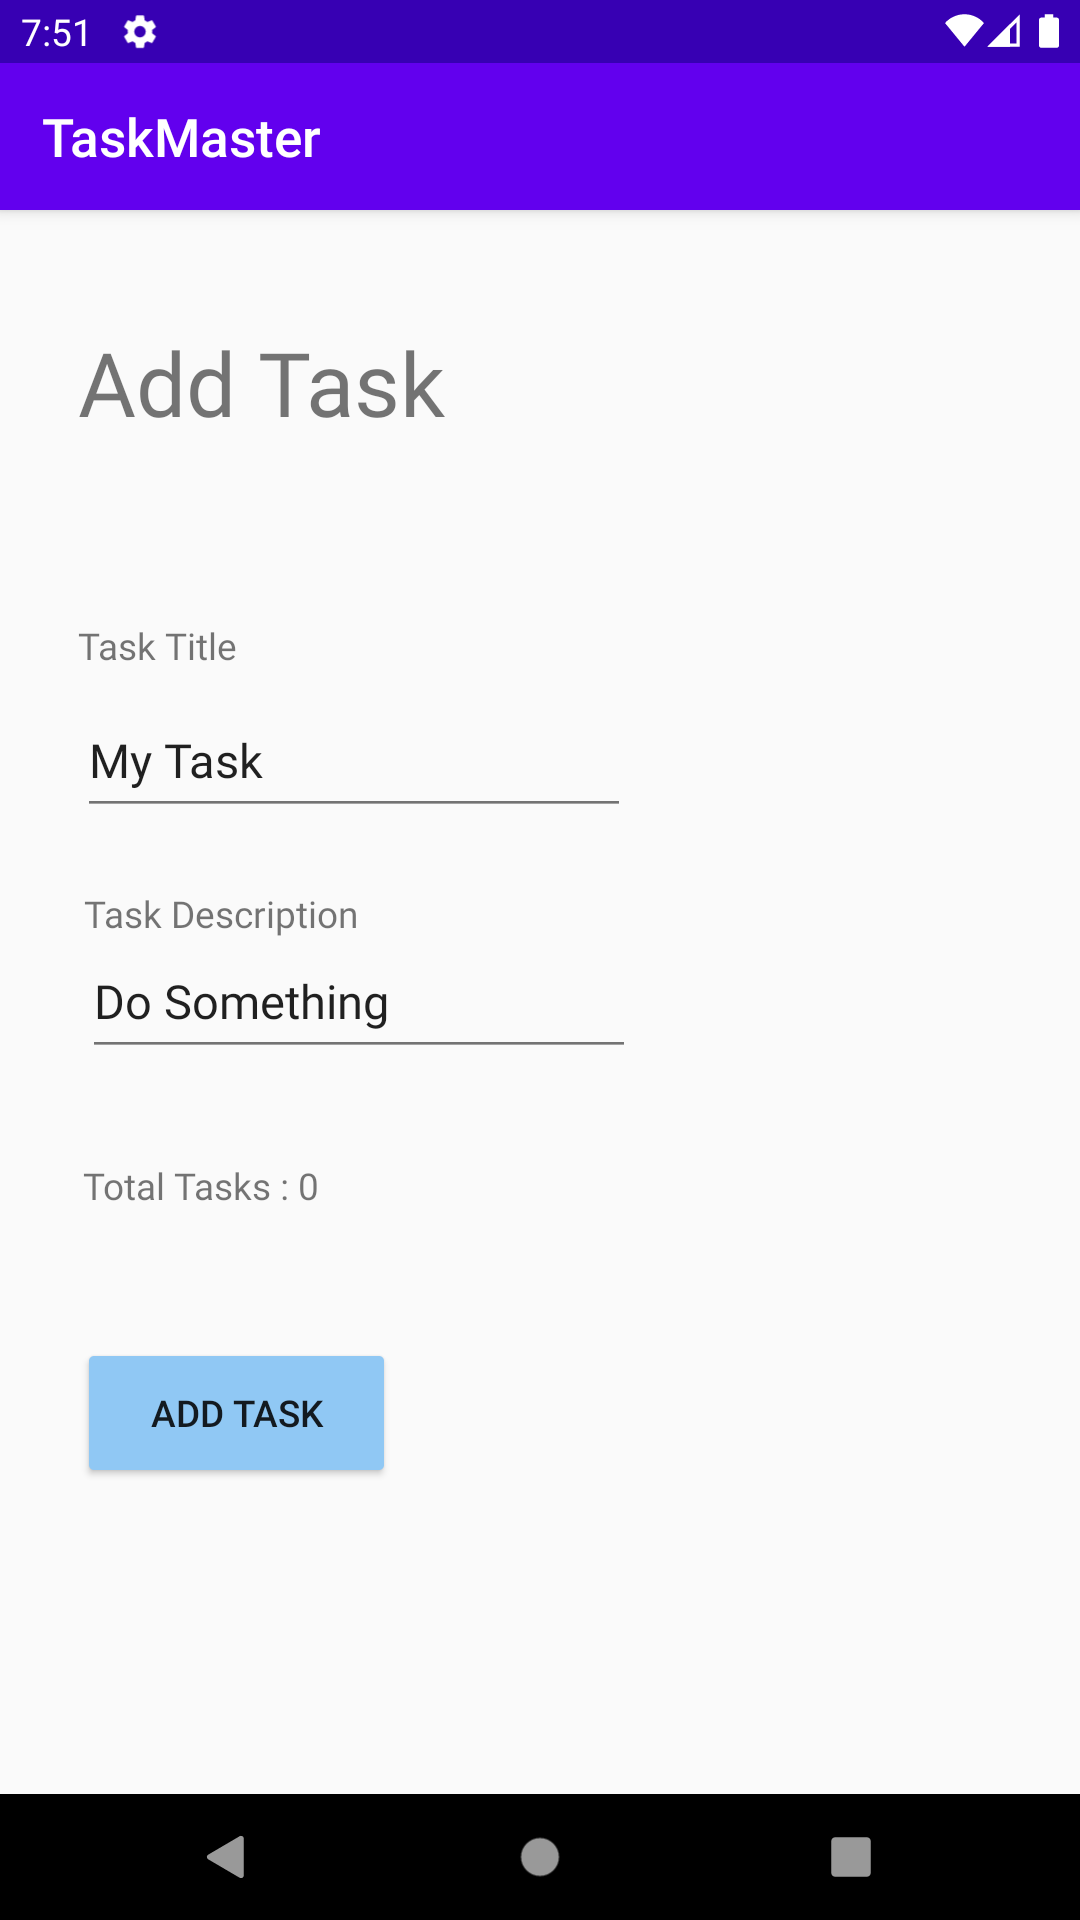 7:51
TaskMaster
Add Task
Task Title
My Task
Task Description
Do Something
Total Tasks : 0
ADD TASK